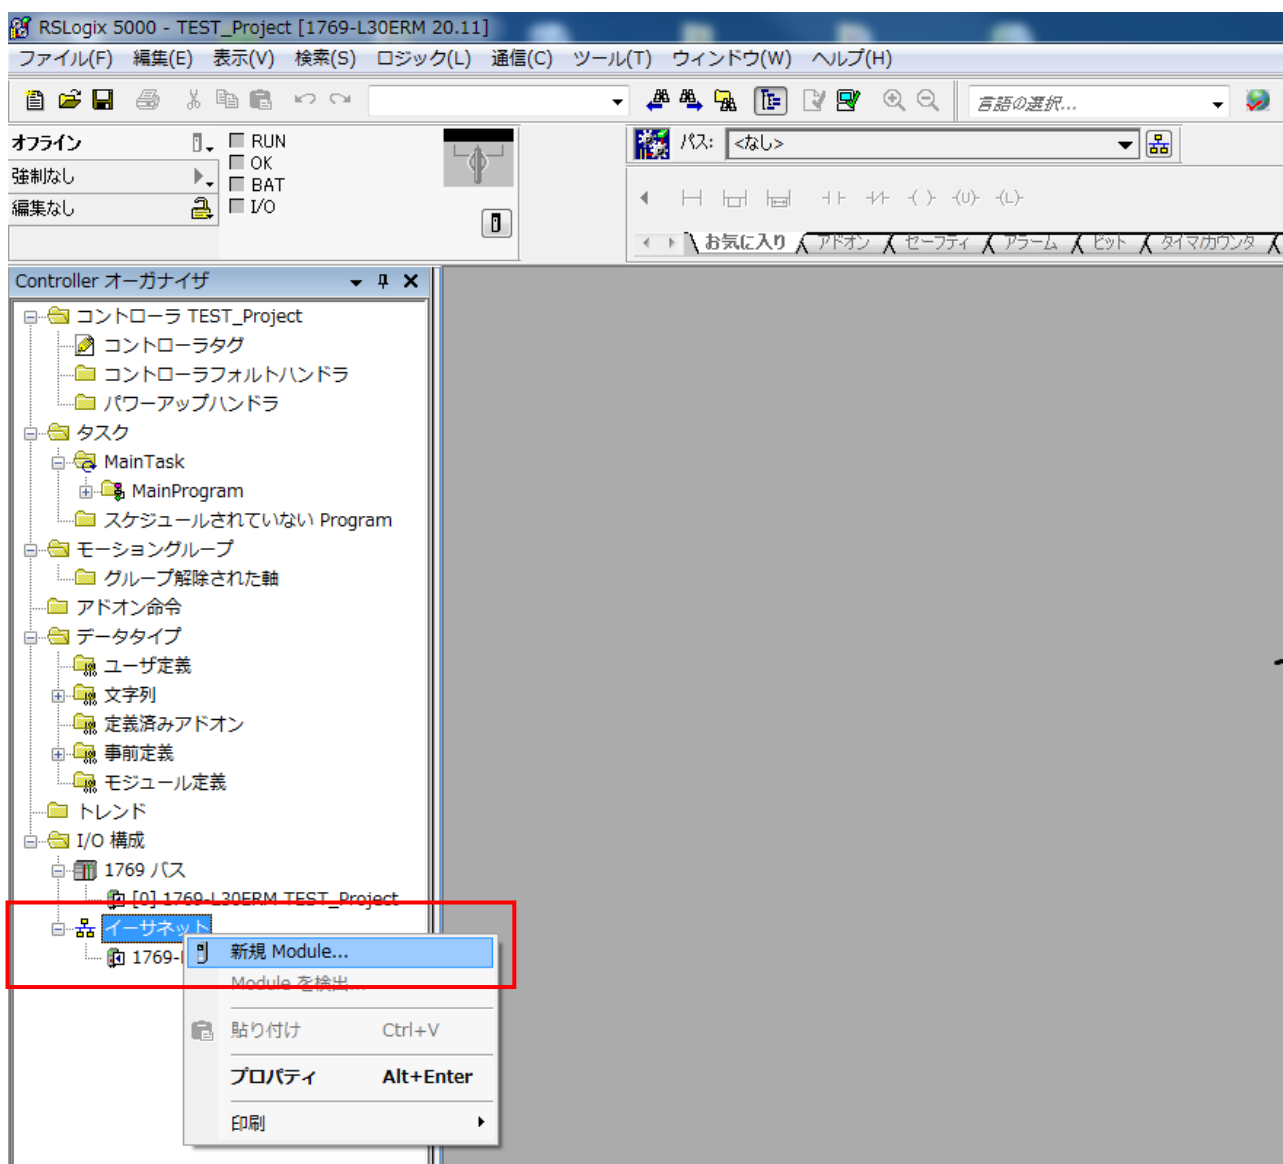 RSLogix 5000 - TEST_Project [1769-L30ERM 20.11]
ファイル(F) 編集(E) 表示(V) 検索(S) ロジック(L) 通信(C) ツール(T) ウィンドウ(W) ヘルプ(H)
言語の選択...
オフライン
RUN
OK
BAT
I/O
強制なし
編集なし
パス: <なし>
お気に入り アドオン セーフティ アラーム ビット タイマ/カウンタ
Controller オーガナイザ
コントローラ TEST_Project
コントローラタグ
コントローラフォルトハンドラ
パワーアップハンドラ
タスク
MainTask
MainProgram
スケジュールされていない Program
モーショングループ
グループ解除された軸
アドオン命令
データタイプ
ユーザ定義
文字列
定義済みアドオン
事前定義
モジュール定義
トレンド
I/O 構成
1769 バス
[0] 1769-L30ERM TEST_Project
イーサネット
1769-
新規 Module...
Module を検出...
貼り付け Ctrl+V
プロパティ Alt+Enter
印刷